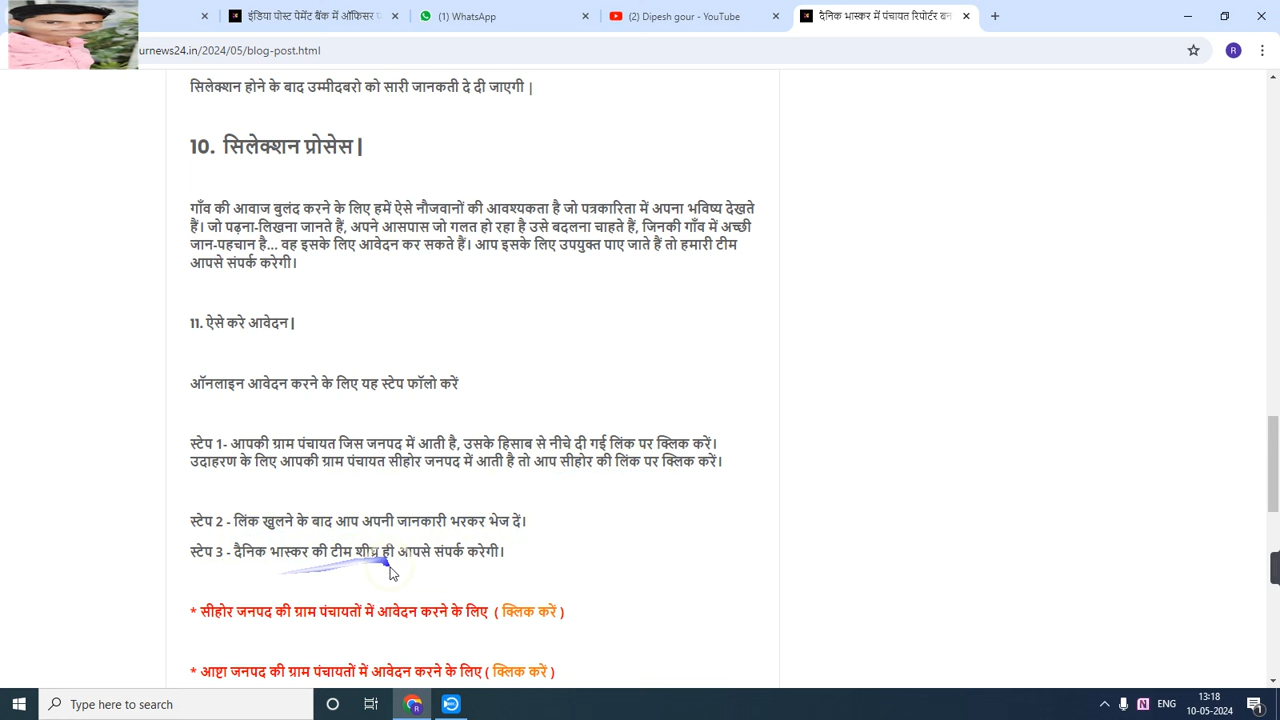 इंडिया पोस्ट पेमेंट बैंक में ऑफिसर प
(1) WhatsApp
(2) Dipesh gour - YouTube
दैनिक भास्कर में पंचायत रिपोर्टर बन
urnews24.in/2024/05/blog-post.html
R
सिलेक्शन होने के बाद उम्मीदबरो को सारी जानकती दे दी जाएगी |
10. सिलेक्शन प्रोसेस |
गाँव की आवाज बुलंद करने के लिए हमें ऐसे नौजवानों की आवश्यकता है जो पत्रकारिता में अपना भविष्य देखते
हैं। जो पढ़ना-लिखना जानते हैं, अपने आसपास जो गलत हो रहा है उसे बदलना चाहते हैं, जिनकी गाँव में अच्छी
जान-पहचान है... वह इसके लिए आवेदन कर सकते हैं। आप इसके लिए उपयुक्त पाए जाते हैं तो हमारी टीम
आपसे संपर्क करेगी।
11. ऐसे करे आवेदन |
ऑनलाइन आवेदन करने के लिए यह स्टेप फॉलो करें
स्टेप 1- आपकी ग्राम पंचायत जिस जनपद में आती है, उसके हिसाब से नीचे दी गई लिंक पर क्लिक करें।
उदाहरण के लिए आपकी ग्राम पंचायत सीहोर जनपद में आती है तो आप सीहोर की लिंक पर क्लिक करें।
स्टेप 2 - लिंक खुलने के बाद आप अपनी जानकारी भरकर भेज दें।
स्टेप 3 - दैनिक भास्कर की टीम शीघ्र ही आपसे संपर्क करेगी।
* सीहोर जनपद की ग्राम पंचायतों में आवेदन करने के लिए ( क्लिक करें )
* आष्टा जनपद की ग्राम पंचायतों में आवेदन करने के लिए ( क्लिक करें )
Type here to search
R
N
ENG
13:18
10-05-2024